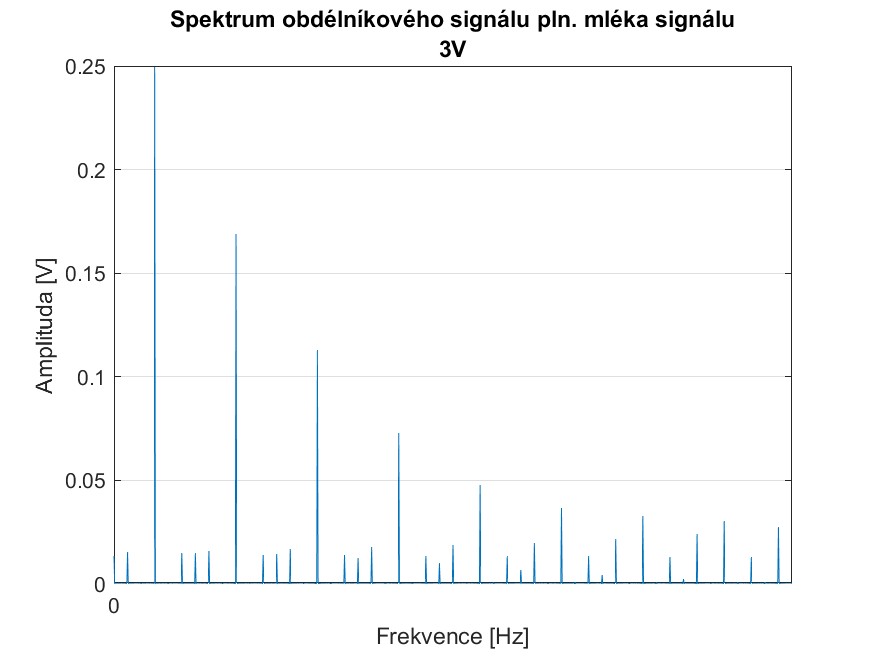 Spektrum obdélníkového signálu pln. mléka signálu
3V
0.25
0.2
0.15
0.1
0.05
0
0
Amplituda [V]
Frekvence [Hz]